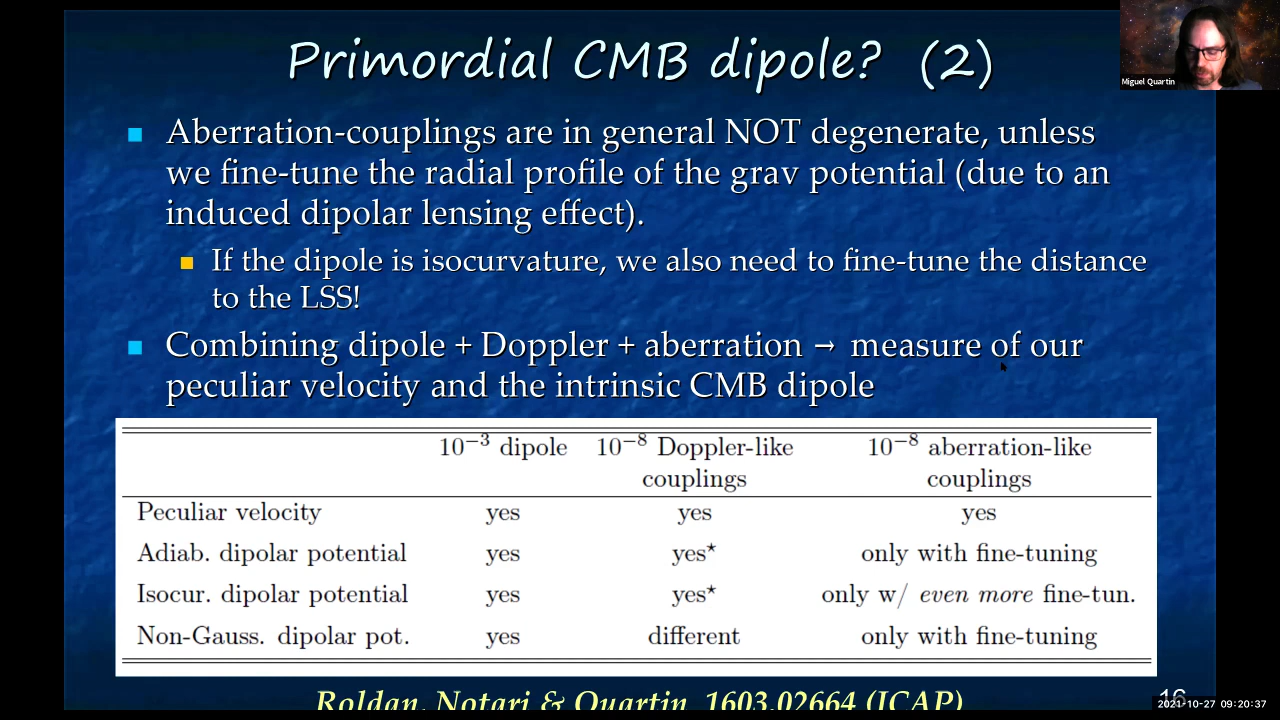 Primordial CMB dipole? (2)
Miguel Quartin
■ Aberration-couplings are in general NOT degenerate, unless
we fine-tune the radial profile of the grav potential (due to an
induced dipolar lensing effect).
■ If the dipole is isocurvature, we also need to fine-tune the distance
to the LSS!
■ Combining dipole + Doppler + aberration → measure of our
peculiar velocity and the intrinsic CMB dipole
10⁻³ dipole 10⁻⁸ Doppler-like 10⁻⁸ aberration-like
couplings couplings
Peculiar velocity yes yes yes
Adiab. dipolar potential yes yes* only with fine-tuning
Isocur. dipolar potential yes yes* only w/ even more fine-tun.
Non-Gauss. dipolar pot. yes different only with fine-tuning
Roldan, Notari & Quartin 1603.02664 (JCAP)
16
2021-10-27 09:20:37